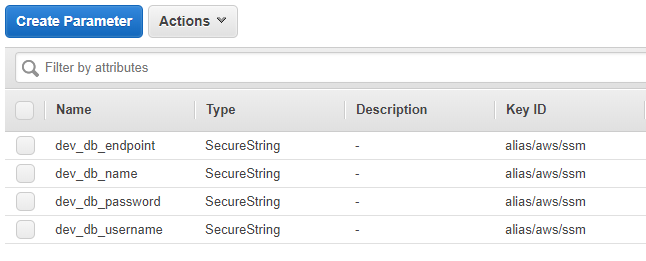 Create Parameter Actions
Filter by attributes
Name Type Description Key ID
dev_db_endpoint SecureString - alias/aws/ssm
dev_db_name SecureString - alias/aws/ssm
dev_db_password SecureString - alias/aws/ssm
dev_db_username SecureString - alias/aws/ssm